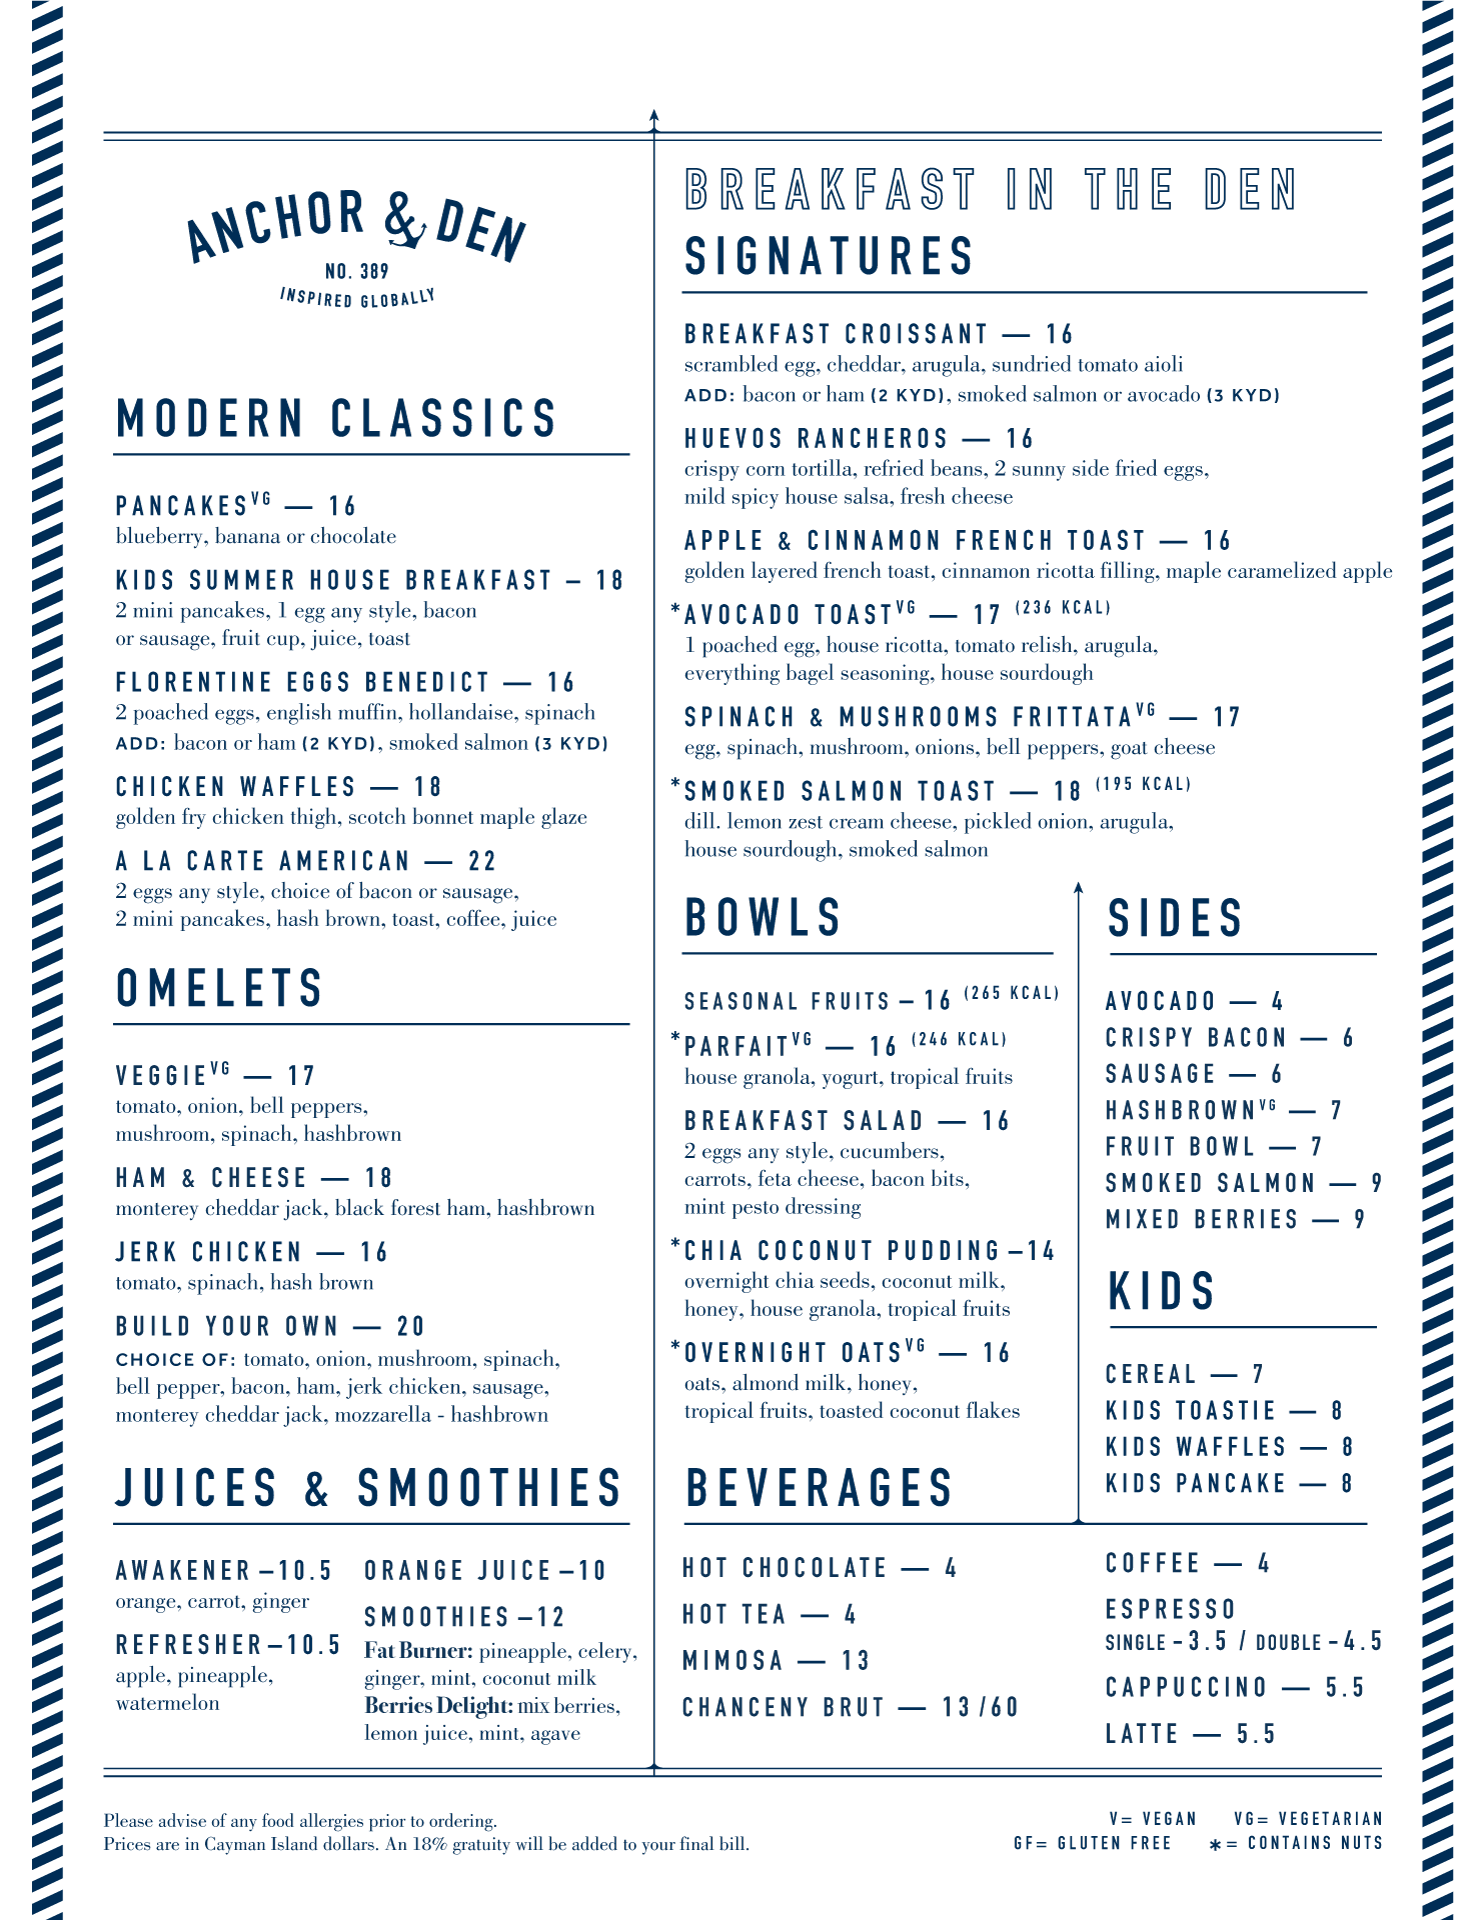 ANCHOR & DEN
NO. 389
INSPIRED GLOBALLY
MODERN CLASSICS
PANCAKES VG — 16
blueberry, banana or chocolate
KIDS SUMMER HOUSE BREAKFAST – 18
2 mini pancakes, 1 egg any style, bacon
or sausage, fruit cup, juice, toast
FLORENTINE EGGS BENEDICT — 16
2 poached eggs, english muffin, hollandaise, spinach
ADD: bacon or ham (2 KYD), smoked salmon (3 KYD)
CHICKEN WAFFLES — 18
golden fry chicken thigh, scotch bonnet maple glaze
A LA CARTE AMERICAN — 22
2 eggs any style, choice of bacon or sausage,
2 mini pancakes, hash brown, toast, coffee, juice
OMELETS
VEGGIE VG — 17
tomato, onion, bell peppers,
mushroom, spinach, hashbrown
HAM & CHEESE — 18
monterey cheddar jack, black forest ham, hashbrown
JERK CHICKEN — 16
tomato, spinach, hash brown
BUILD YOUR OWN — 20
CHOICE OF: tomato, onion, mushroom, spinach,
bell pepper, bacon, ham, jerk chicken, sausage,
monterey cheddar jack, mozzarella - hashbrown
JUICES & SMOOTHIES
AWAKENER –10.5
orange, carrot, ginger
REFRESHER –10.5
apple, pineapple,
watermelon
ORANGE JUICE –10
SMOOTHIES –12
Fat Burner: pineapple, celery,
ginger, mint, coconut milk
Berries Delight: mix berries,
lemon juice, mint, agave
BREAKFAST IN THE DEN
SIGNATURES
BREAKFAST CROISSANT — 16
scrambled egg, cheddar, arugula, sundried tomato aioli
ADD: bacon or ham (2 KYD), smoked salmon or avocado (3 KYD)
HUEVOS RANCHEROS — 16
crispy corn tortilla, refried beans, 2 sunny side fried eggs,
mild spicy house salsa, fresh cheese
APPLE & CINNAMON FRENCH TOAST — 16
golden layered french toast, cinnamon ricotta filling, maple caramelized apple
*AVOCADO TOAST VG — 17 (236 KCAL)
1 poached egg, house ricotta, tomato relish, arugula,
everything bagel seasoning, house sourdough
SPINACH & MUSHROOMS FRITTATA VG — 17
egg, spinach, mushroom, onions, bell peppers, goat cheese
*SMOKED SALMON TOAST — 18 (195 KCAL)
dill. lemon zest cream cheese, pickled onion, arugula,
house sourdough, smoked salmon
BOWLS
SEASONAL FRUITS – 16 (265 KCAL)
*PARFAIT VG — 16 (246 KCAL)
house granola, yogurt, tropical fruits
BREAKFAST SALAD — 16
2 eggs any style, cucumbers,
carrots, feta cheese, bacon bits,
mint pesto dressing
*CHIA COCONUT PUDDING –14
overnight chia seeds, coconut milk,
honey, house granola, tropical fruits
*OVERNIGHT OATS VG — 16
oats, almond milk, honey,
tropical fruits, toasted coconut flakes
SIDES
AVOCADO — 4
CRISPY BACON — 6
SAUSAGE — 6
HASHBROWN VG — 7
FRUIT BOWL — 7
SMOKED SALMON — 9
MIXED BERRIES — 9
KIDS
CEREAL — 7
KIDS TOASTIE — 8
KIDS WAFFLES — 8
KIDS PANCAKE — 8
BEVERAGES
HOT CHOCOLATE — 4
HOT TEA — 4
MIMOSA — 13
CHANCENY BRUT — 13 /60
COFFEE — 4
ESPRESSO
SINGLE -3.5 / DOUBLE -4.5
CAPPUCCINO — 5.5
LATTE — 5.5
Please advise of any food allergies prior to ordering.
Prices are in Cayman Island dollars. An 18% gratuity will be added to your final bill.
V= VEGAN VG= VEGETARIAN
GF= GLUTEN FREE *= CONTAINS NUTS